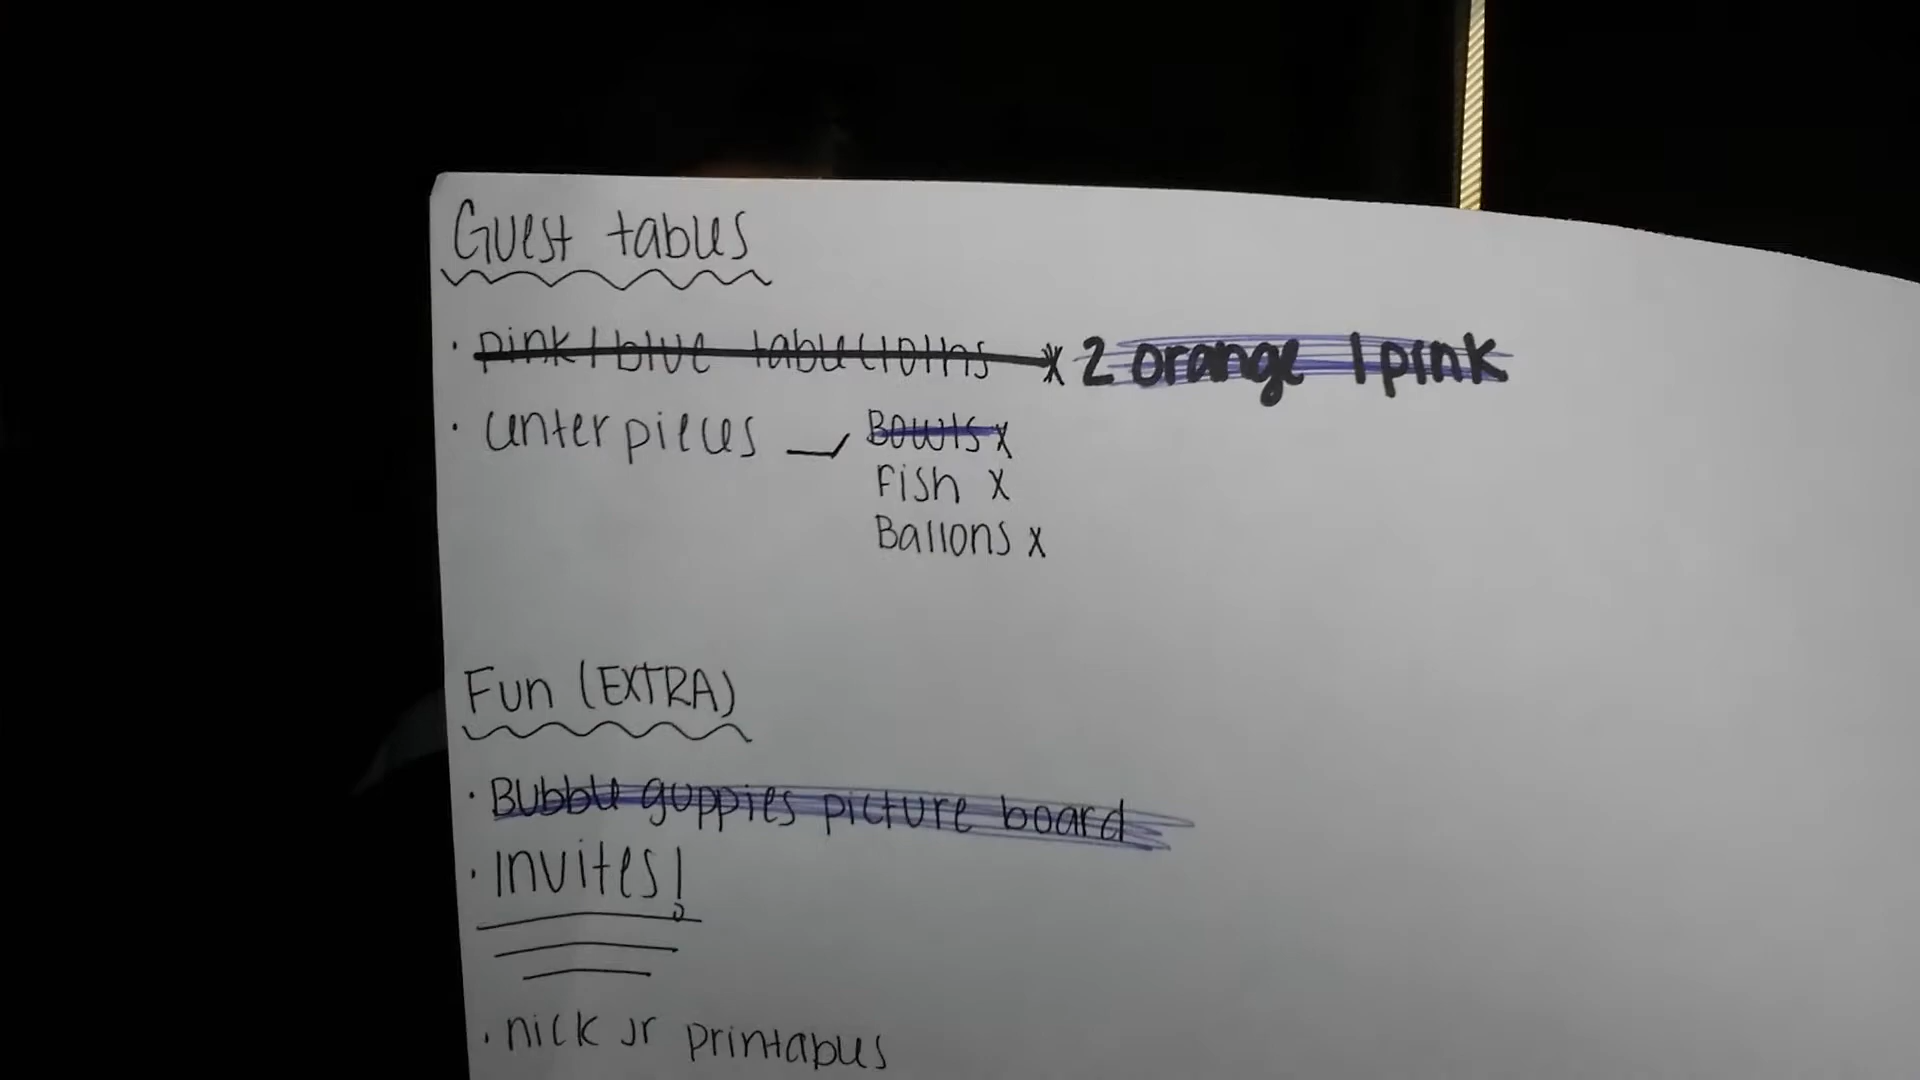 Guest tables
· pink/blue tablecloths x 2 orange 1 pink
· centerpieces Bowls x
Fish x
Ballons x
Fun (EXTRA)
· Bubble guppies picture board
· invites!
· nick jr printables